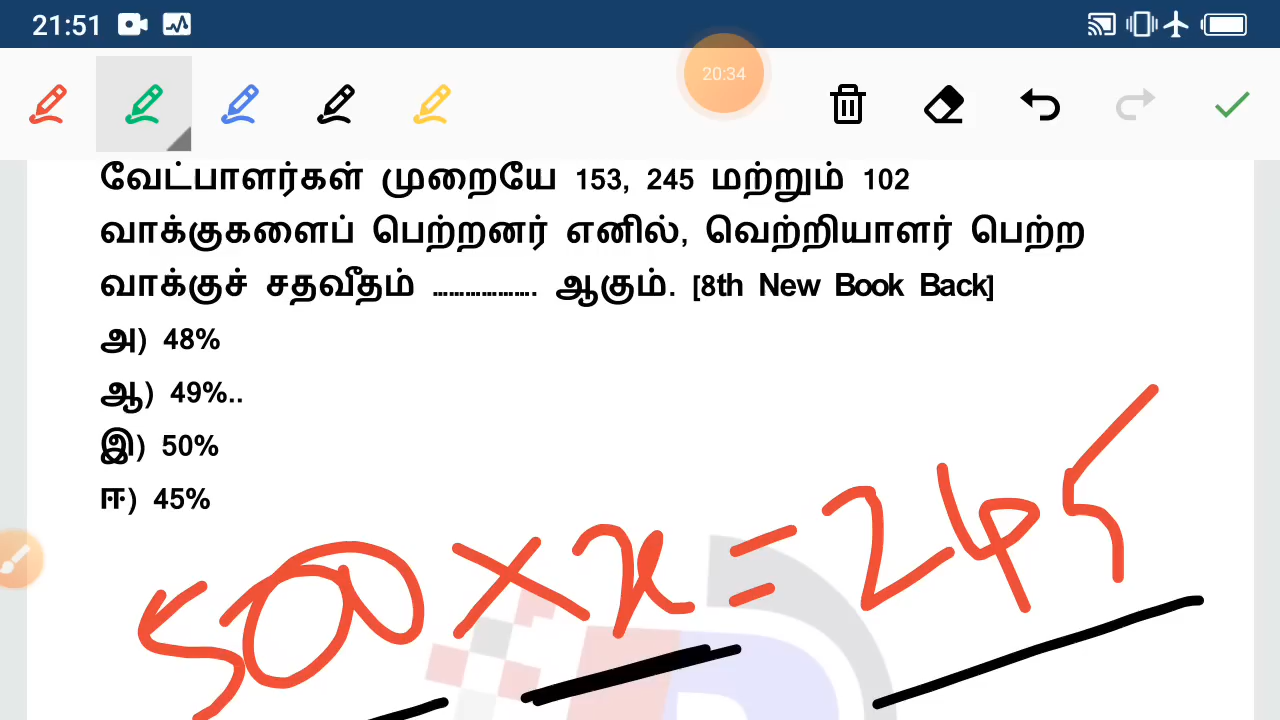 21:51
20:34
வேட்பாளர்கள் முறையே 153, 245 மற்றும் 102
வாக்குகளைப் பெற்றனர் எனில், வெற்றியாளர் பெற்ற
வாக்குச் சதவீதம் .................. ஆகும். [8th New Book Back]
அ) 48%
ஆ) 49%..
இ) 50%
ஈ) 45%
500 × x = 245